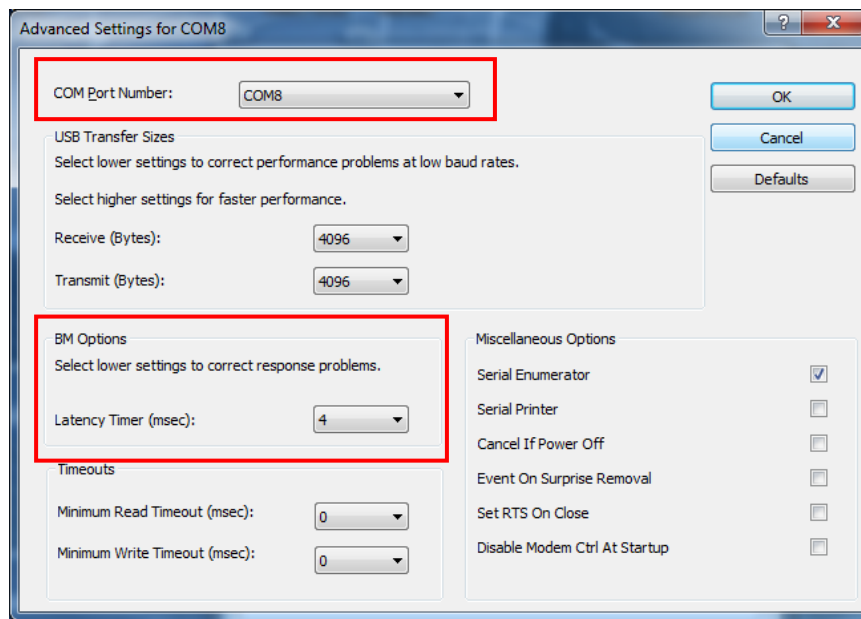 Advanced Settings for COM8
COM Port Number:
COM8
OK
USB Transfer Sizes
Cancel
Select lower settings to correct performance problems at low baud rates.
Defaults
Select higher settings for faster performance.
Receive (Bytes):
4096
Transmit (Bytes):
4096
BM Options
Select lower settings to correct response problems.
Latency Timer (msec):
4
Timeouts
Minimum Read Timeout (msec):
0
Minimum Write Timeout (msec):
0
Miscellaneous Options
Serial Enumerator
Serial Printer
Cancel If Power Off
Event On Surprise Removal
Set RTS On Close
Disable Modem Ctrl At Startup